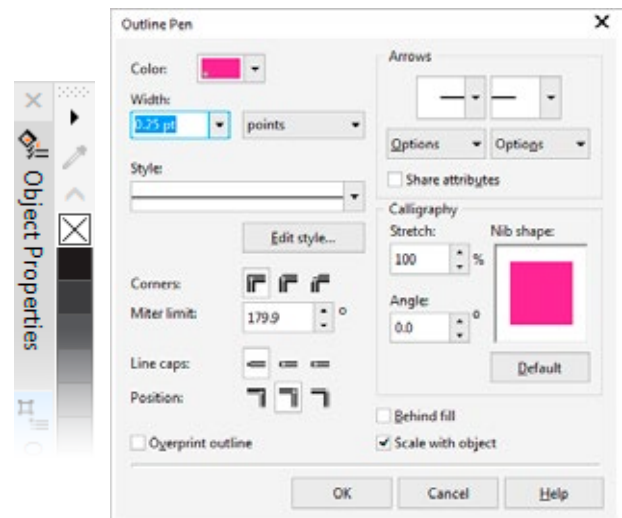 Object Properties
Outline Pen
Color:
Width:
0.25 pt
points
Style:
Edit style...
Corners:
Miter limit:
179.9
°
Line caps:
Position:
Overprint outline
Arrows
Options
Options
Share attributes
Calligraphy
Stretch:
Nib shape:
100
%
Angle:
0.0
°
Default
Behind fill
Scale with object
OK
Cancel
Help